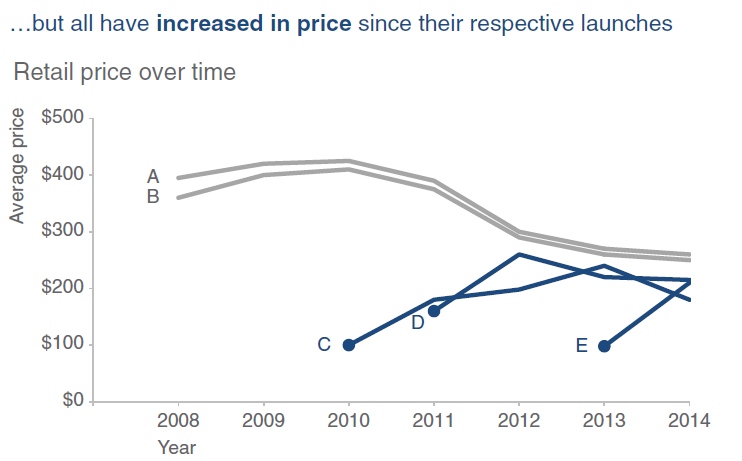 ...but all have increased in price since their respective launches
Retail price over time
Average price
$500
$400
$300
$200
$100
$0
A
B
C
D
E
2008 2009 2010 2011 2012 2013 2014
Year